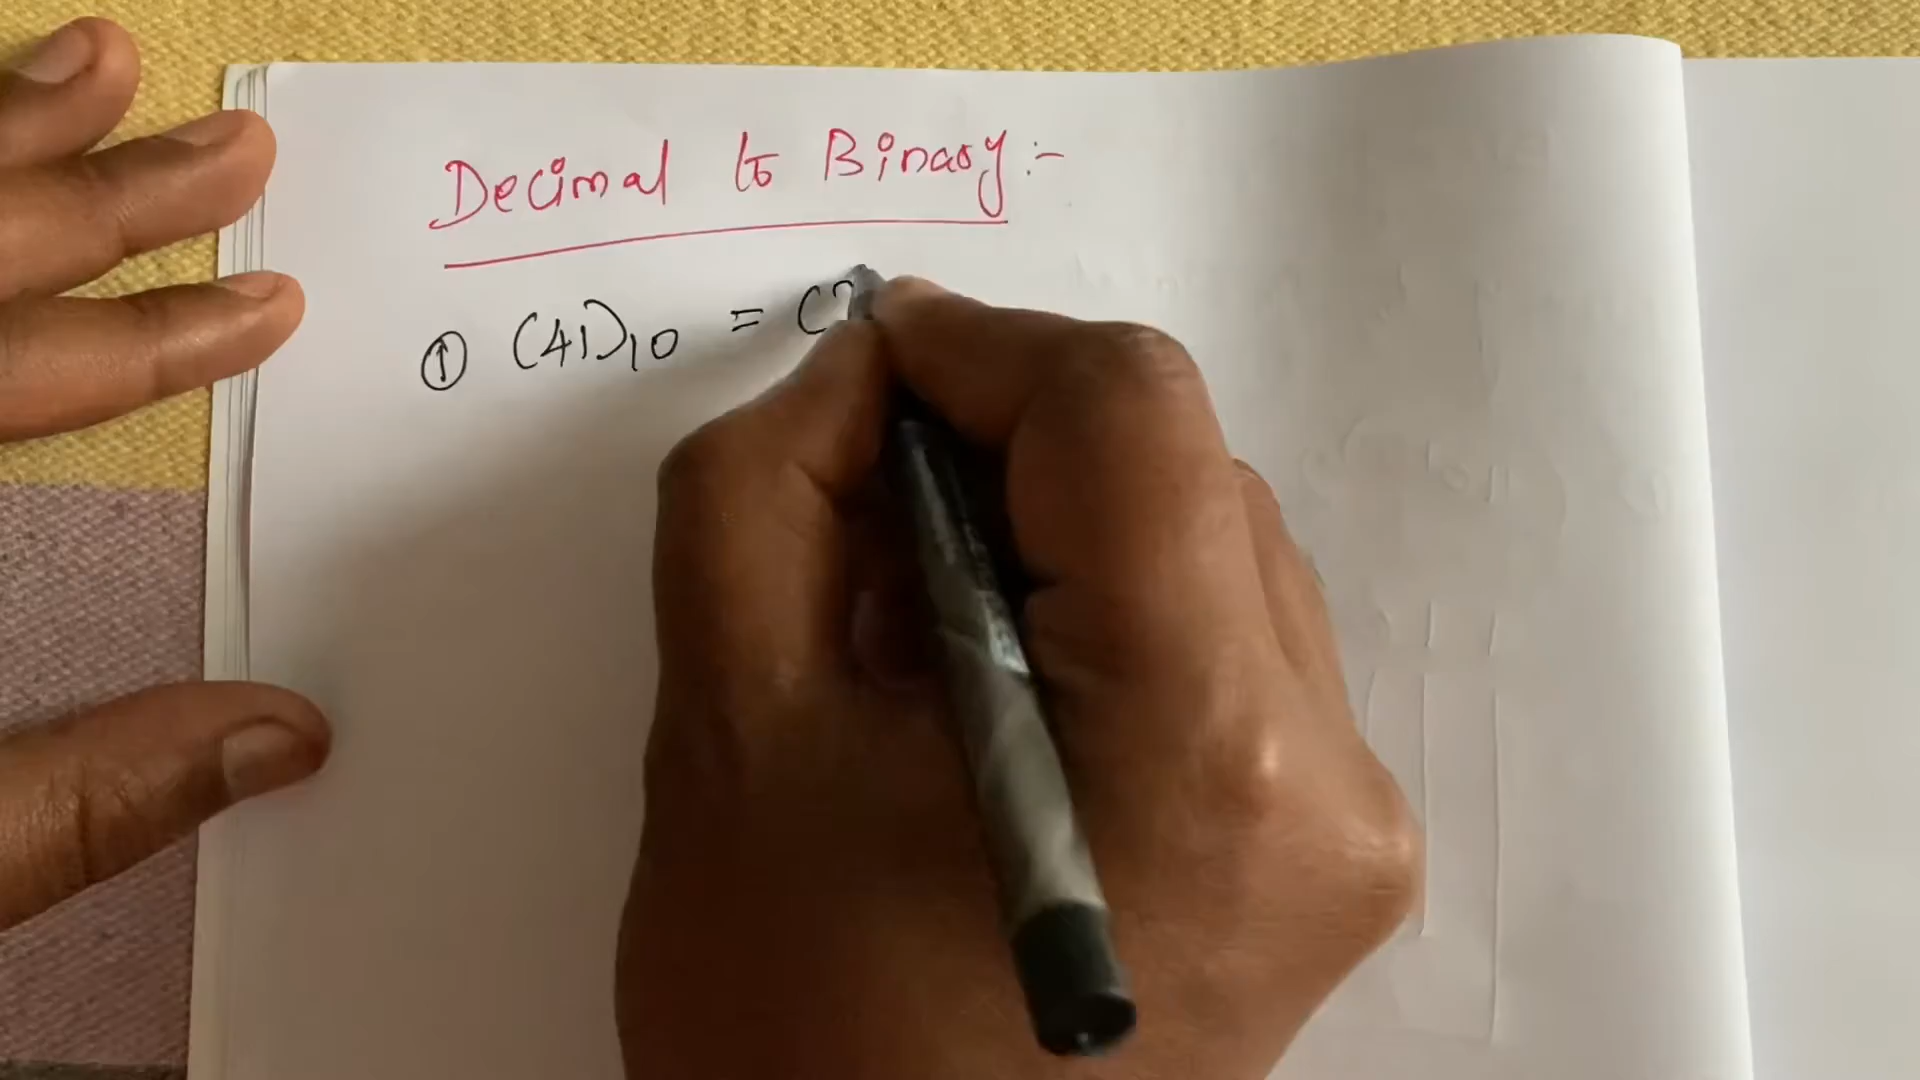 Decimal to Binary :-
① (41)10 = (?